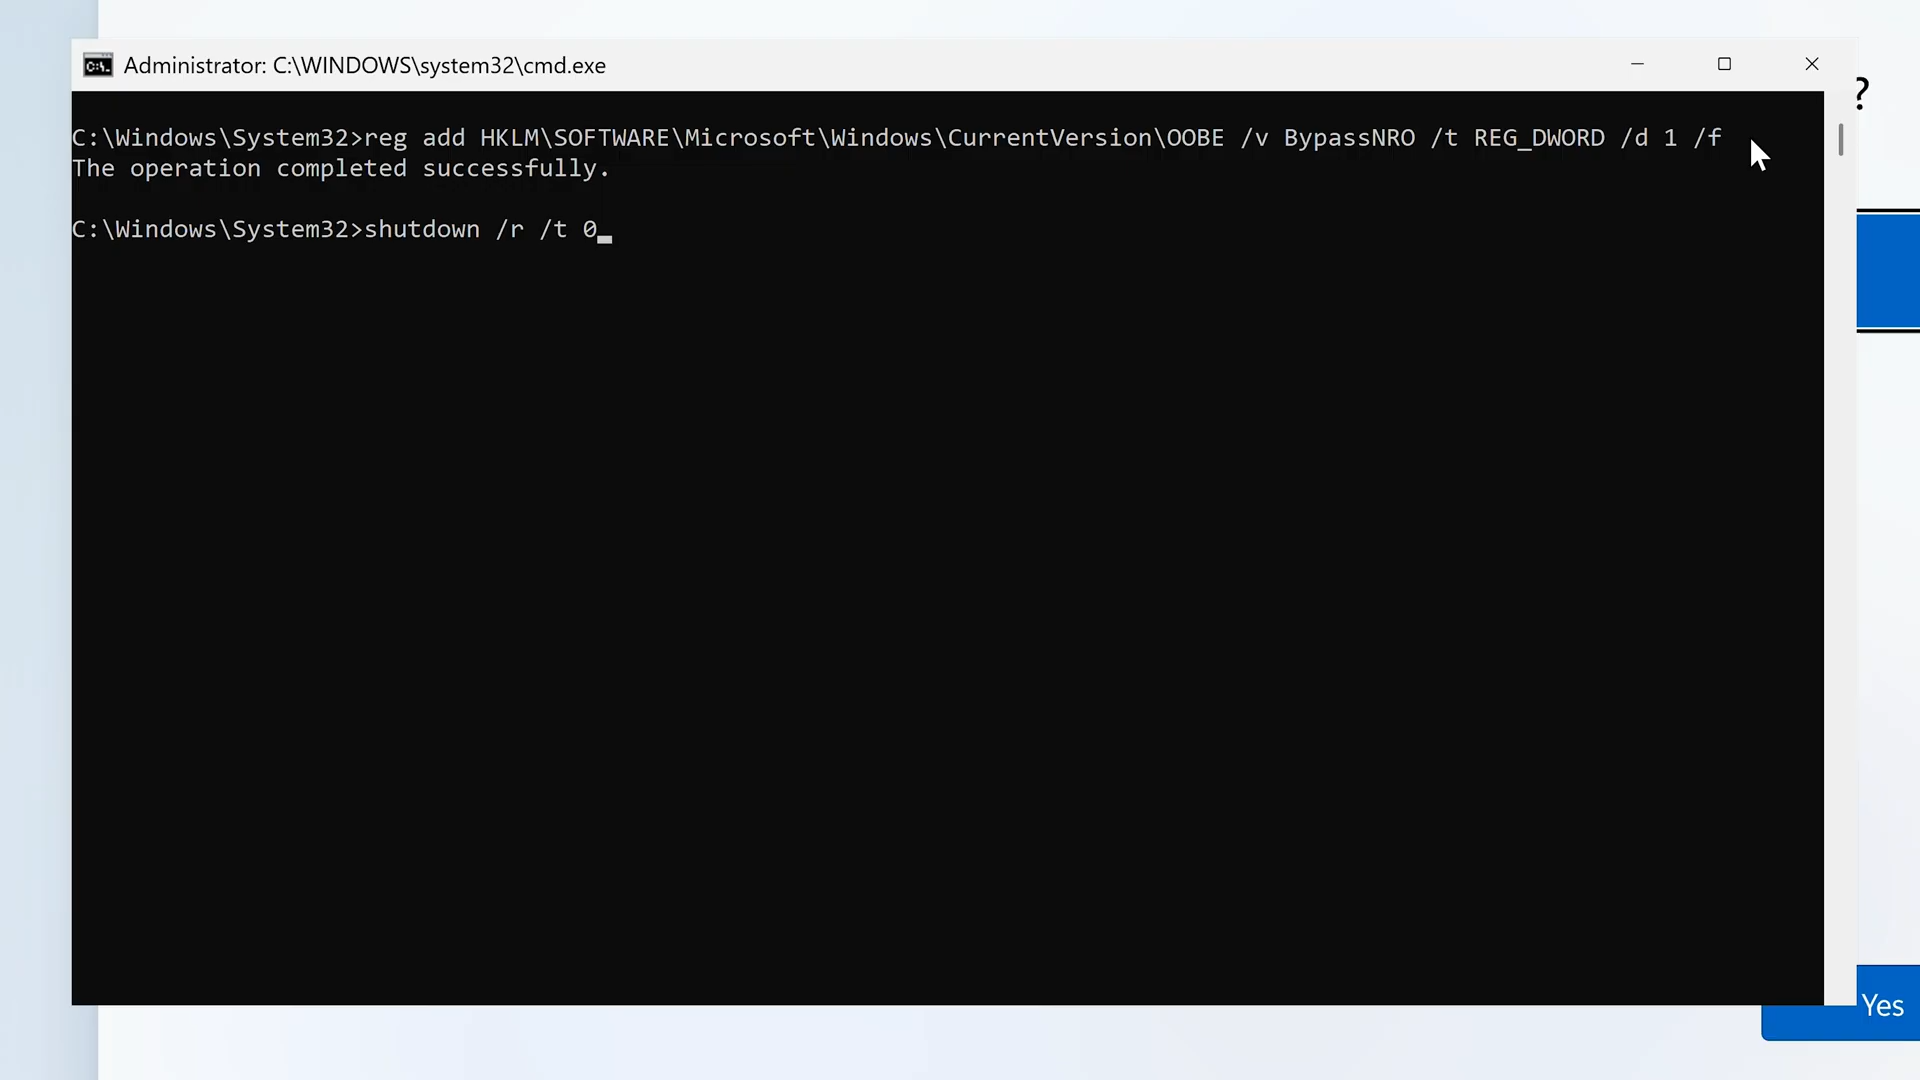 Administrator: C:\WINDOWS\system32\cmd.exe
?
C:\Windows\System32>reg add HKLM\SOFTWARE\Microsoft\Windows\CurrentVersion\OOBE /v BypassNRO /t REG_DWORD /d 1 /f
The operation completed successfully.
C:\Windows\System32>shutdown /r /t 0
Yes